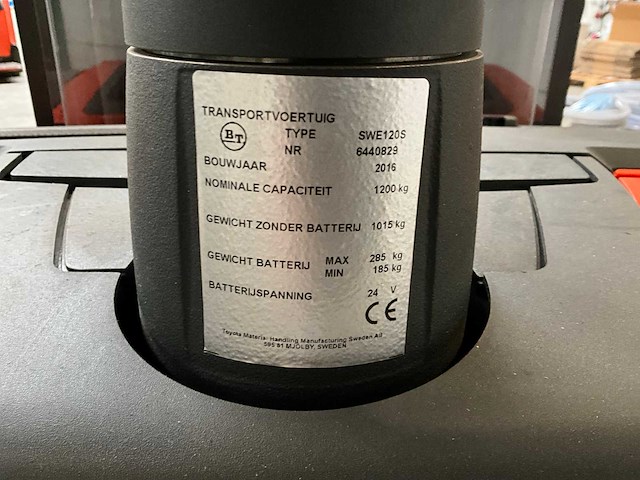 TRANSPORTVOERTUIG
BT TYPE SWE120S
NR 6440829
BOUWJAAR 2016
NOMINALE CAPACITEIT 1200 kg
GEWICHT ZONDER BATTERIJ 1015 kg
GEWICHT BATTERIJ MAX 285 kg
MIN 185 kg
BATTERIJSPANNING 24 V
CE
Toyota Material Handling Manufacturing Sweden AB
595 81 MJÖLBY, SWEDEN